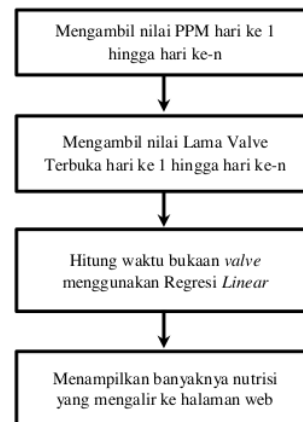 Mengambil nilai PPM hari ke 1
hingga hari ke-n
Mengambil nilai Lama Valve
Terbuka hari ke 1 hingga hari ke-n
Hitung waktu bukaan valve
menggunakan Regresi Linear
Menampilkan banyaknya nutrisi
yang mengalir ke halaman web